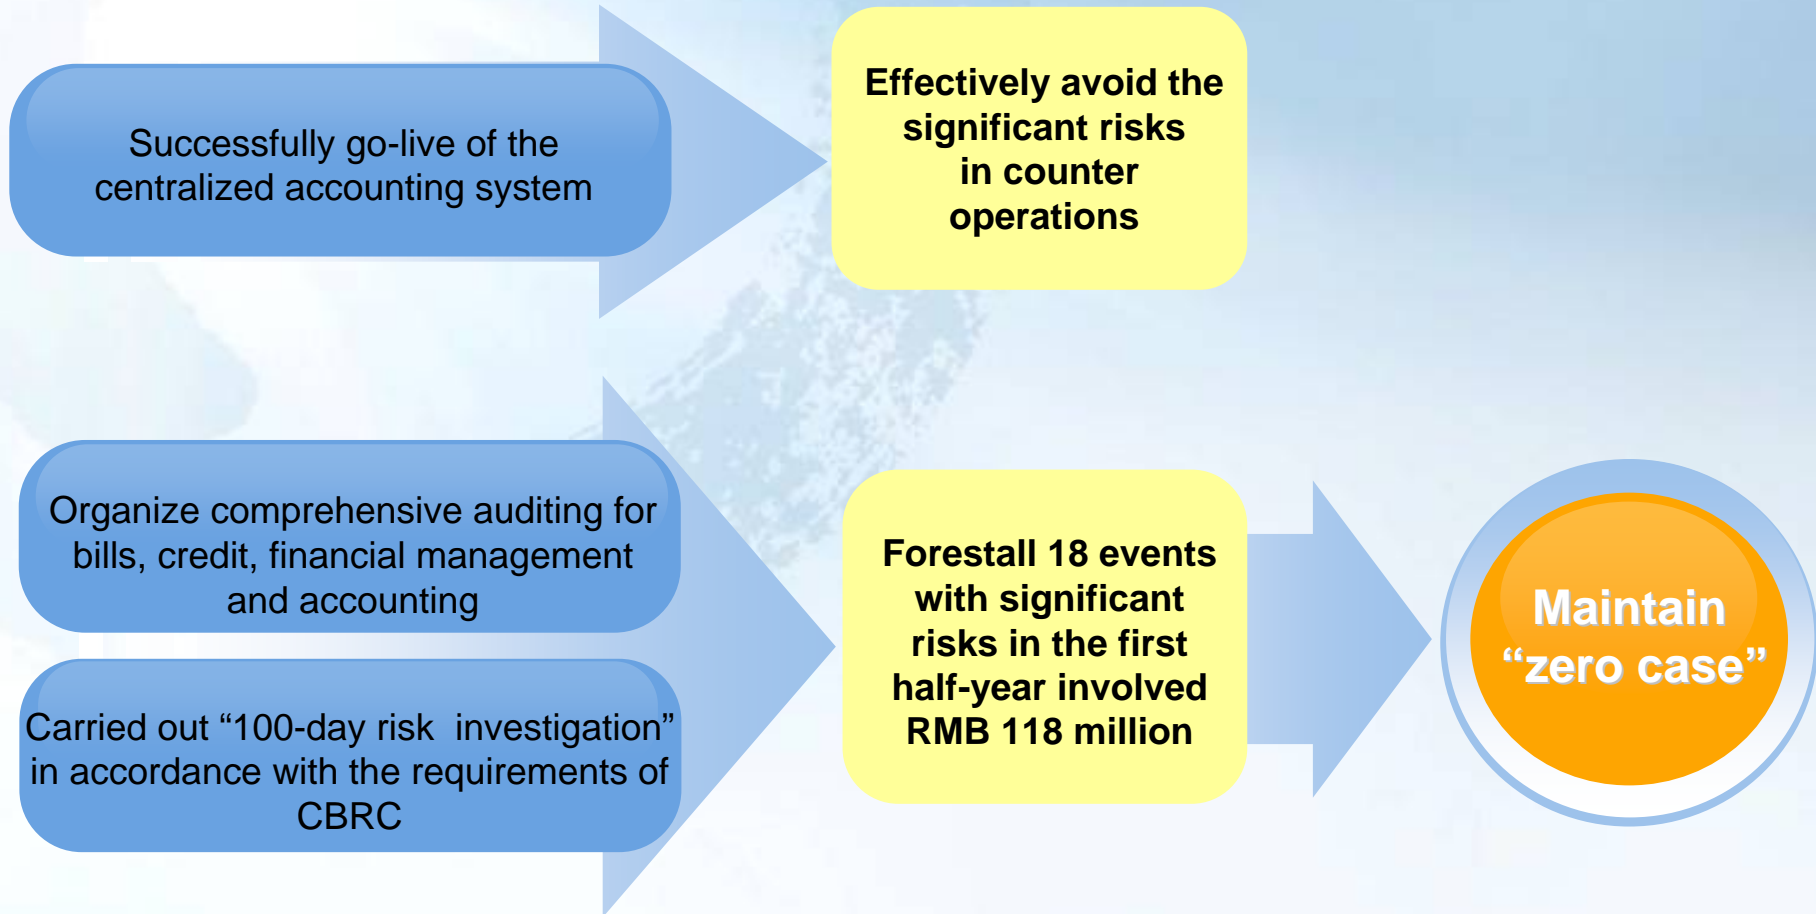 Successfully go-live of the
centralized accounting system
Effectively avoid the
significant risks
in counter
operations
Organize comprehensive auditing for
bills, credit, financial management
and accounting
Carried out “100-day risk  investigation”
in accordance with the requirements of
CBRC
Forestall 18 events
with significant
risks in the first
half-year involved
RMB 118 million
Maintain
“zero case”